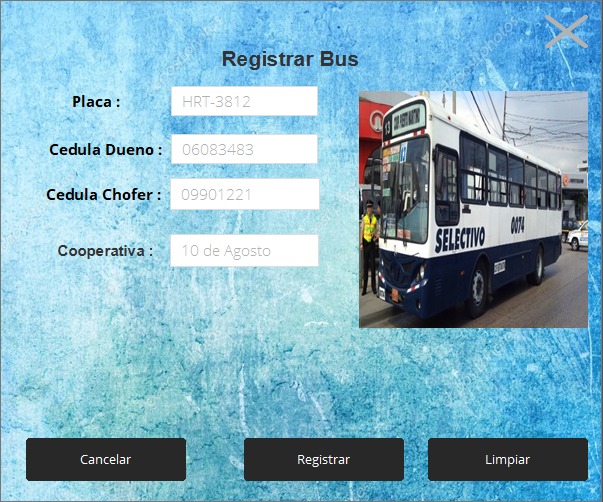 Registrar Bus
Placa :
HRT-3812
Cedula Dueno :
06083483
Cedula Chofer :
09901221
Cooperativa :
10 de Agosto
13
SELECTIVO
0074
Cancelar
Registrar
Limpiar